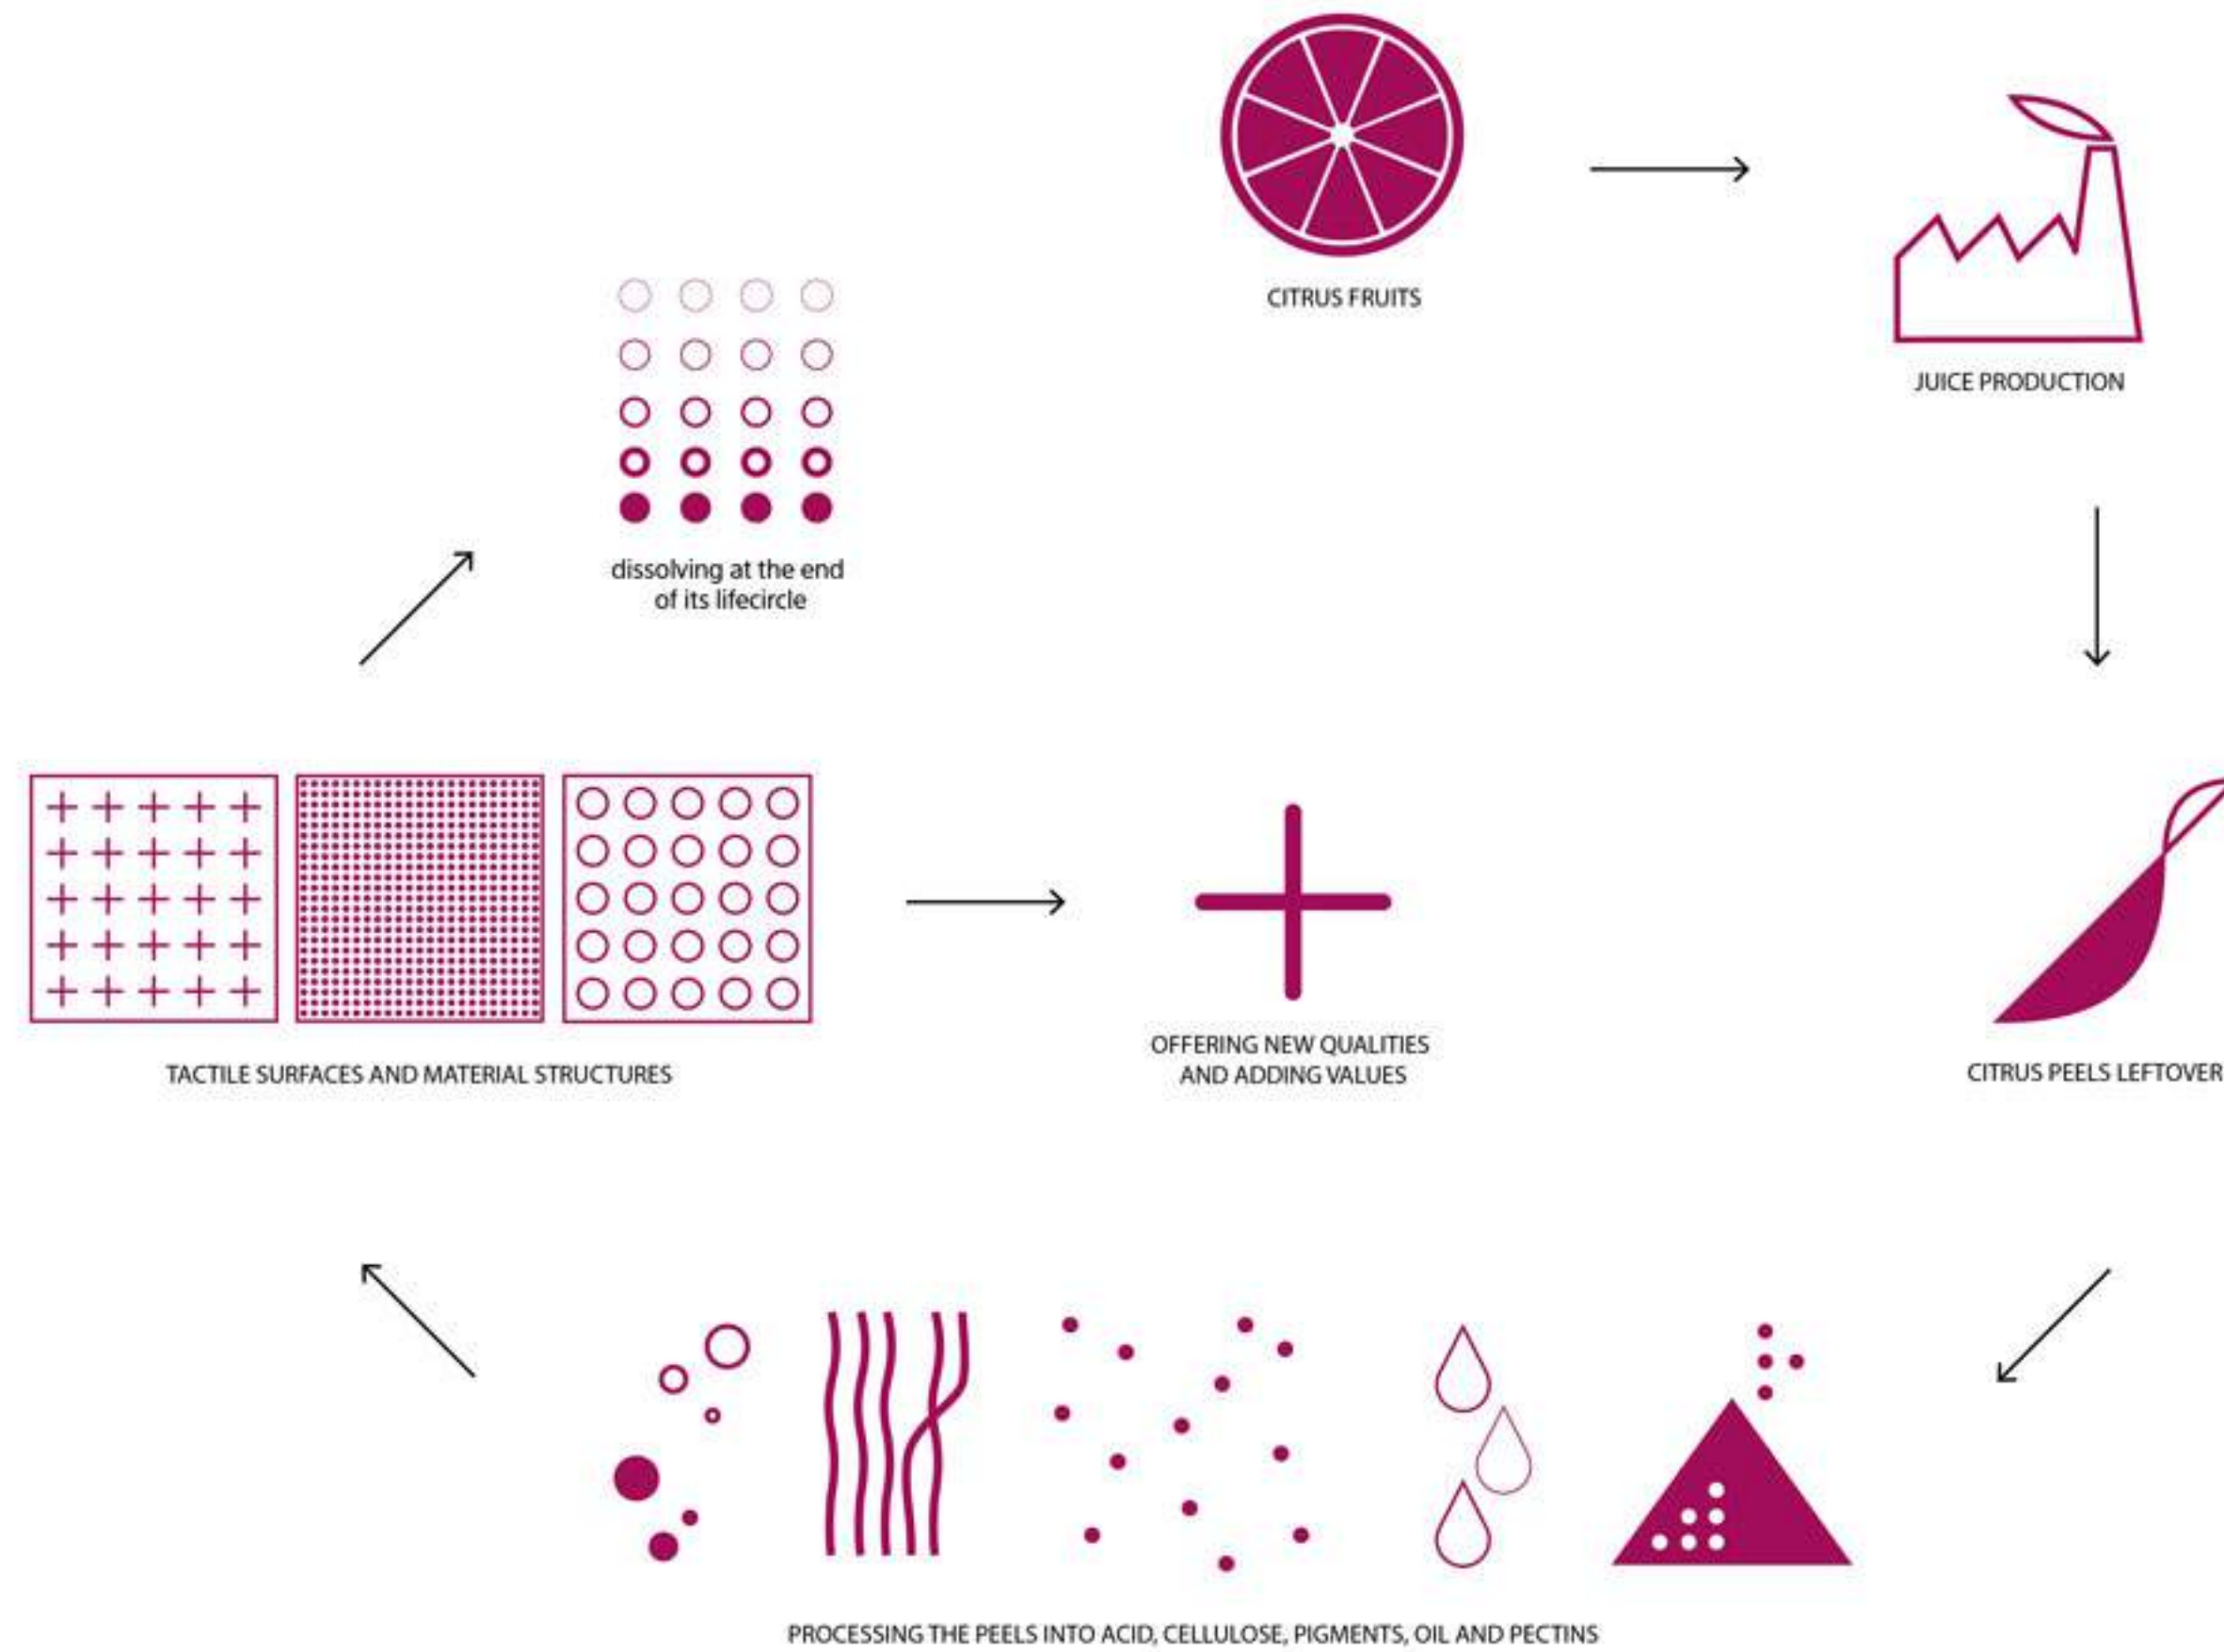 CITRUS FRUITS
JUICE PRODUCTION
dissolving at the end
of its lifecircle
TACTILE SURFACES AND MATERIAL STRUCTURES
OFFERING NEW QUALITIES
AND ADDING VALUES
CITRUS PEELS LEFTOVER
PROCESSING THE PEELS INTO ACID, CELLULOSE, PIGMENTS, OIL AND PECTINS